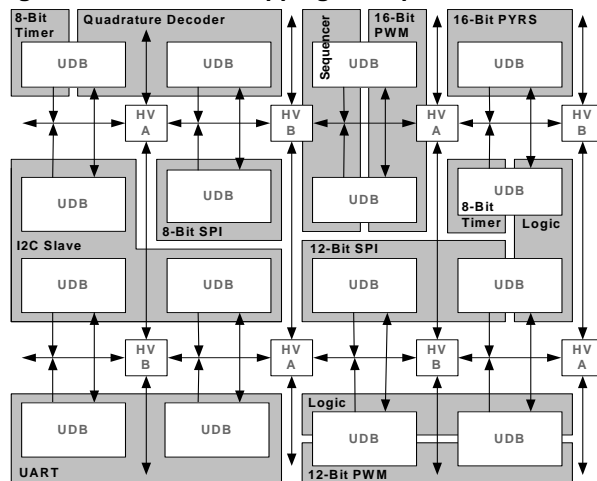 8-Bit
Timer
Quadrature Decoder
Sequencer
16-Bit
PWM
16-Bit PYRS
UDB
UDB
UDB
UDB
HV
A
HV
B
HV
A
HV
B
UDB
UDB
UDB
UDB
8-Bit SPI
8-Bit
Timer
Logic
I2C Slave
12-Bit SPI
UDB
UDB
UDB
UDB
HV
B
HV
A
HV
B
HV
A
Logic
UDB
UDB
UDB
UDB
UART
12-Bit PWM